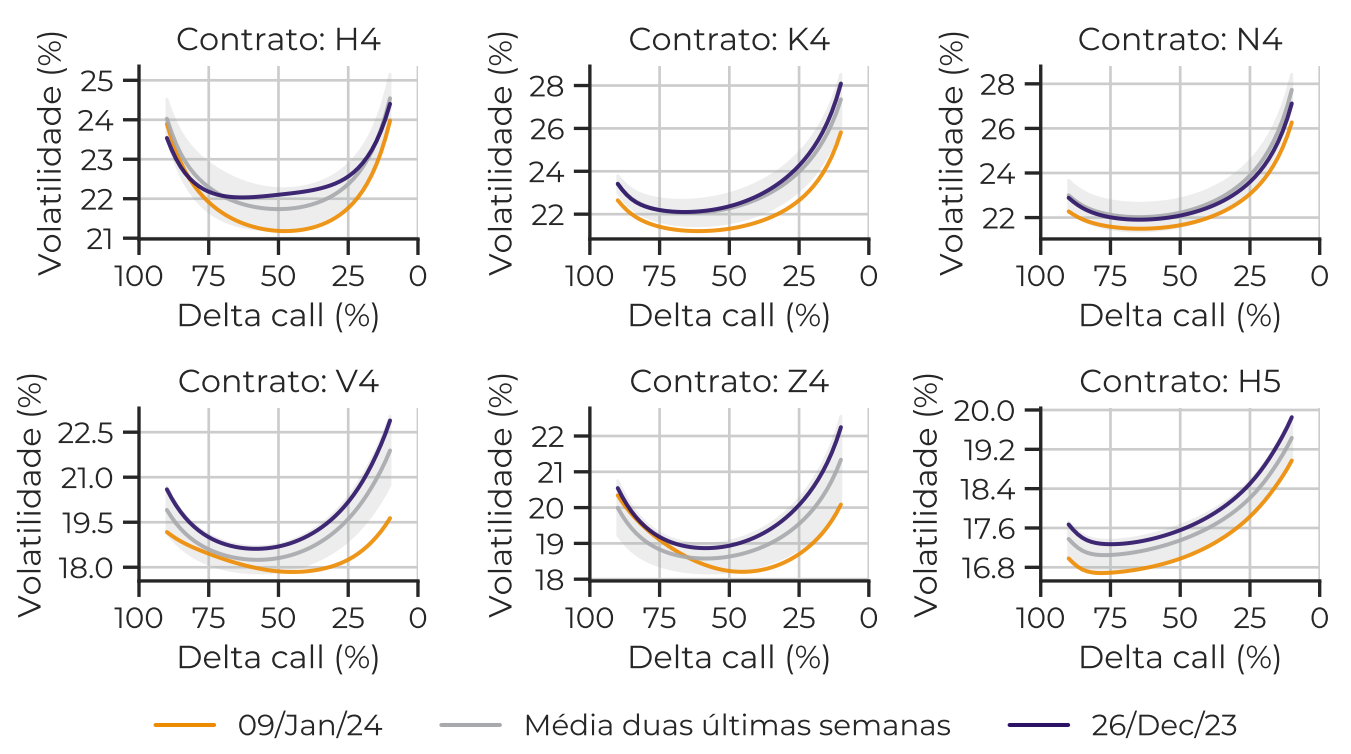 Contrato: H4
Volatilidade (%)
25
24
23
22
21
100 75 50 25 0
Delta call (%)
Contrato: K4
Volatilidade (%)
28
26
24
22
100 75 50 25 0
Delta call (%)
Contrato: N4
Volatilidade (%)
28
26
24
22
100 75 50 25 0
Delta call (%)
Contrato: V4
Volatilidade (%)
22.5
21.0
19.5
18.0
100 75 50 25 0
Delta call (%)
Contrato: Z4
Volatilidade (%)
22
21
20
19
18
100 75 50 25 0
Delta call (%)
Contrato: H5
Volatilidade (%)
20.0
19.2
18.4
17.6
16.8
100 75 50 25 0
Delta call (%)
09/Jan/24 Média duas últimas semanas 26/Dec/23